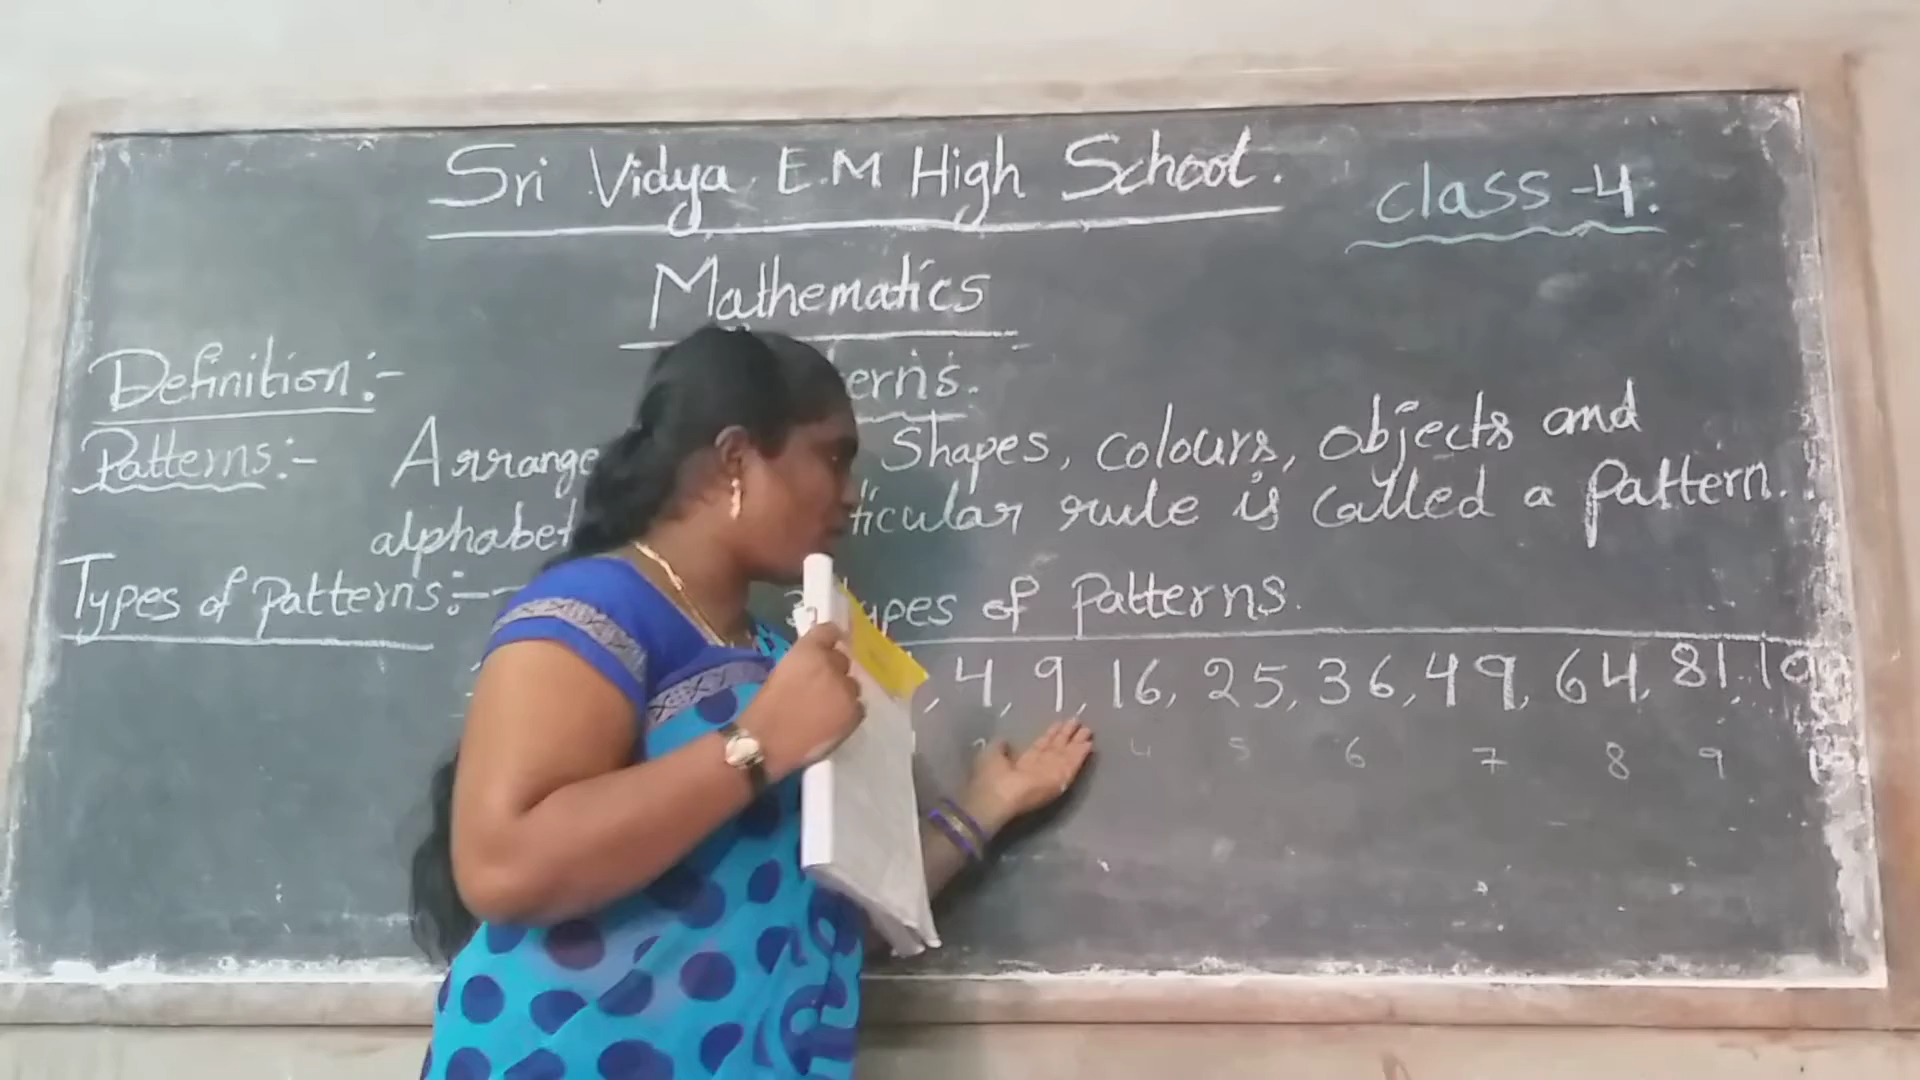 Sri Vidya E.M High School.
class-4.
Mathematics
Definition:-
erns.
Patterns:- Arrange Shapes, colours, objects and
alphabet ticular rule is called a pattern.
Types of patterns:- ypes of Patterns.
, 4, 9, 16, 25, 36, 49, 64, 81, 100
4 5 6 7 8 9 10